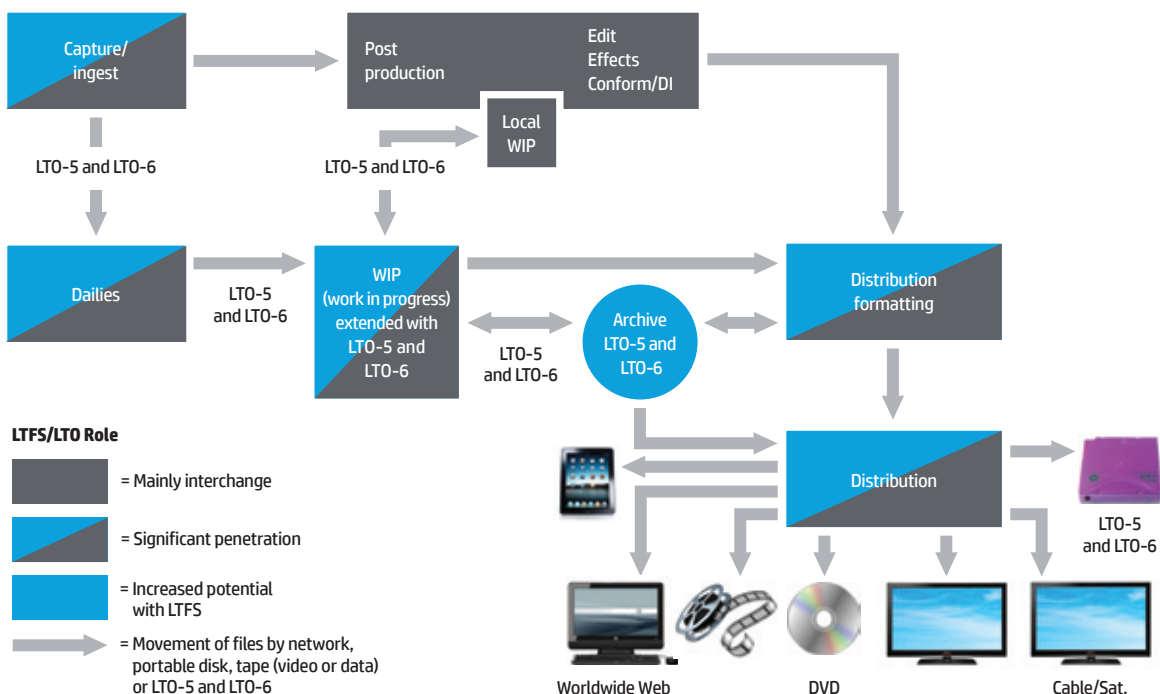 Capture/
ingest
Post
production
Edit
Effects
Conform/DI
Local
WIP
LTO-5 and LTO-6
LTO-5 and LTO-6
Dailies
LTO-5
and LTO-6
WIP
(work in progress)
extended with
LTO-5 and
LTO-6
LTO-5
and LTO-6
Archive
LTO-5 and
LTO-6
Distribution
formatting
LTFS/LTO Role
= Mainly interchange
= Significant penetration
= Increased potential
with LTFS
= Movement of files by network,
portable disk, tape (video or data)
or LTO-5 and LTO-6
Distribution
LTO-5
and LTO-6
Worldwide Web
DVD
Cable/Sat.